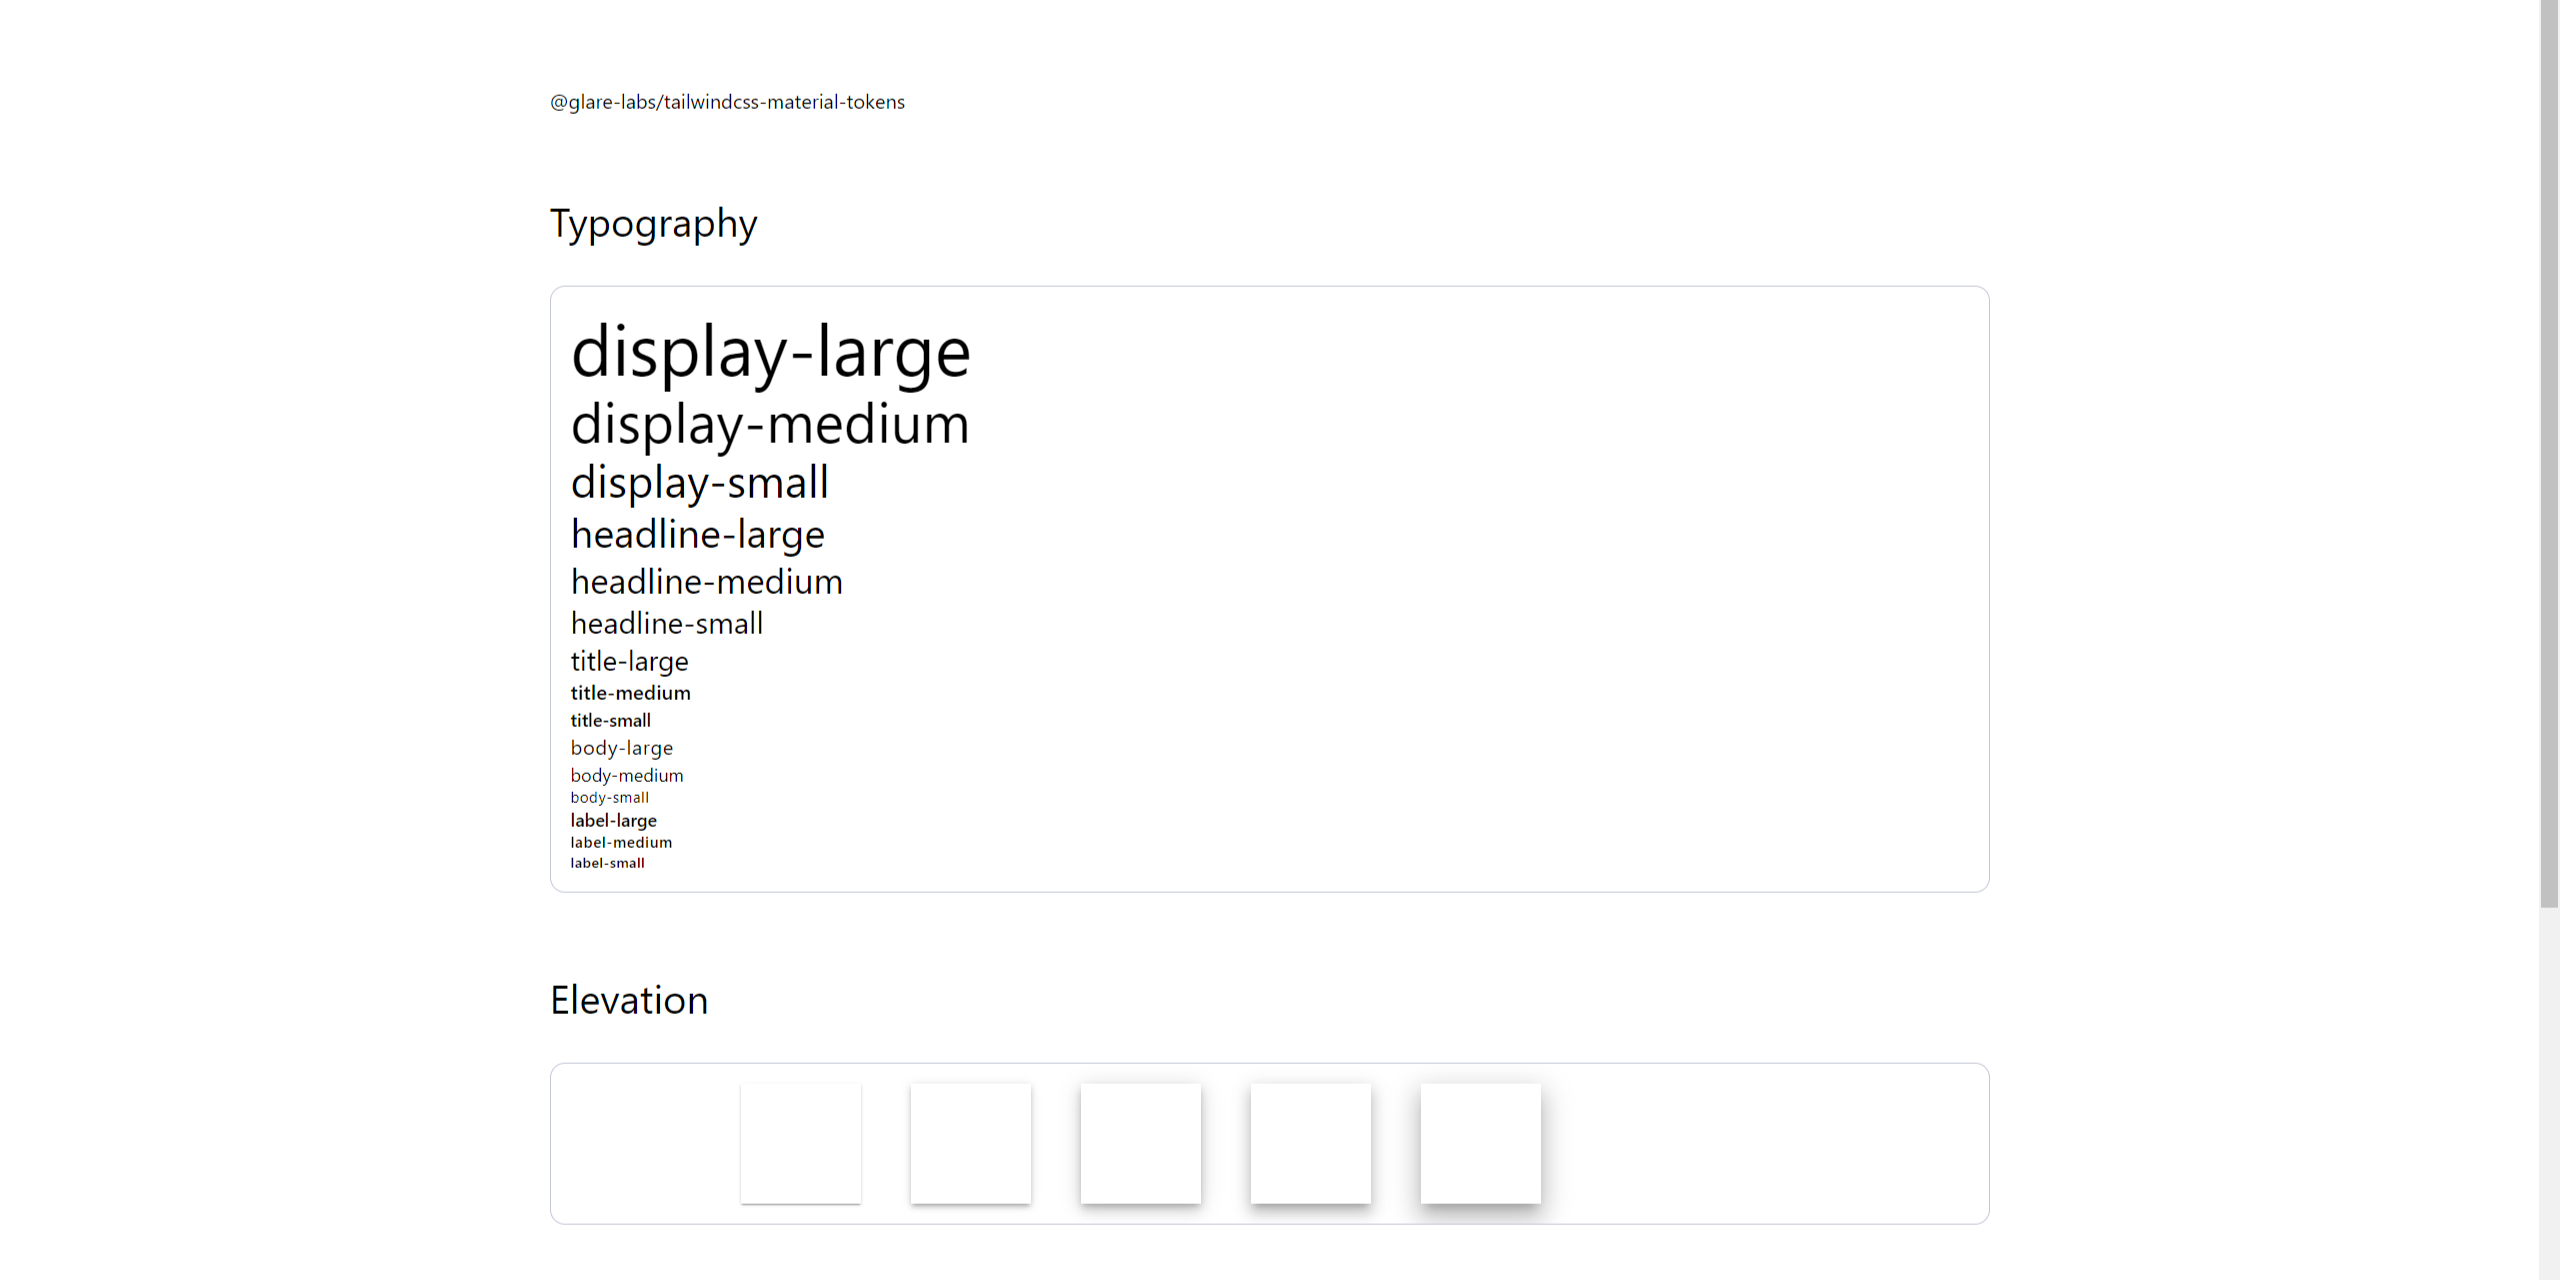 @glare-labs/tailwindcss-material-tokens
Typography
display-large
display-medium
display-small
headline-large
headline-medium
headline-small
title-large
title-medium
title-small
body-large
body-medium
body-small
label-large
label-medium
label-small
Elevation